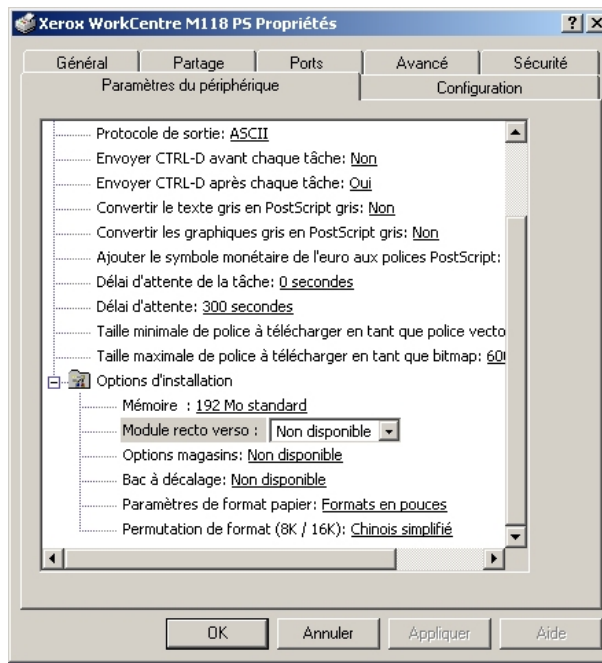 Xerox WorkCentre M118 PS Propriétés
Général Partage Ports Avancé Sécurité
Paramètres du périphérique Configuration
Protocole de sortie: ASCII
Envoyer CTRL-D avant chaque tâche: Non
Envoyer CTRL-D après chaque tâche: Oui
Convertir le texte gris en PostScript gris: Non
Convertir les graphiques gris en PostScript gris: Non
Ajouter le symbole monétaire de l'euro aux polices PostScript:
Délai d'attente de la tâche: 0 secondes
Délai d'attente: 300 secondes
Taille minimale de police à télécharger en tant que police vecto
Taille maximale de police à télécharger en tant que bitmap: 600
Options d'installation
Mémoire : 192 Mo standard
Module recto verso : Non disponible
Options magasins: Non disponible
Bac à décalage: Non disponible
Paramètres de format papier: Formats en pouces
Permutation de format (8K / 16K): Chinois simplifié
OK Annuler Appliquer Aide